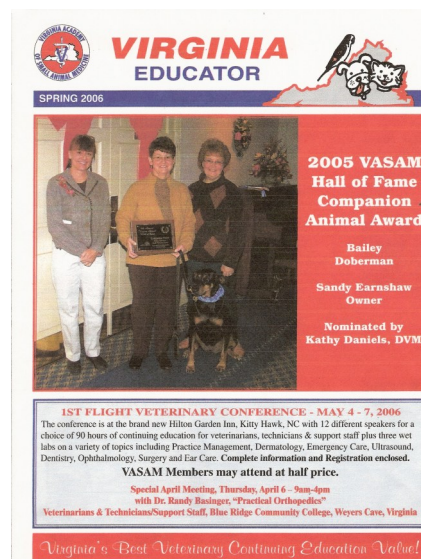 VIRGINIA ACADEMY
OF SMALL ANIMAL MEDICINE
VIRGINIA
EDUCATOR
SPRING 2006
2005 VASAM
Hall of Fame
Companion
Animal Award
Bailey
Doberman
Sandy Earnshaw
Owner
Nominated by
Kathy Daniels, DVM
1ST FLIGHT VETERINARY CONFERENCE - MAY 4 - 7, 2006
The conference is at the brand new Hilton Garden Inn, Kitty Hawk, NC with 12 different speakers for a
choice of 90 hours of continuing education for veterinarians, technicians & support staff plus three wet
labs on a variety of topics including Practice Management, Dermatology, Emergency Care, Ultrasound,
Dentistry, Ophthalmology, Surgery and Ear Care. Complete information and Registration enclosed.
VASAM Members may attend at half price.
Special April Meeting, Thursday, April 6 – 9am-4pm
with Dr. Randy Basinger, "Practical Orthopedics"
Veterinarians & Technicians/Support Staff, Blue Ridge Community College, Weyers Cave, Virginia
Virginia's Best Veterinary Continuing Education Value!